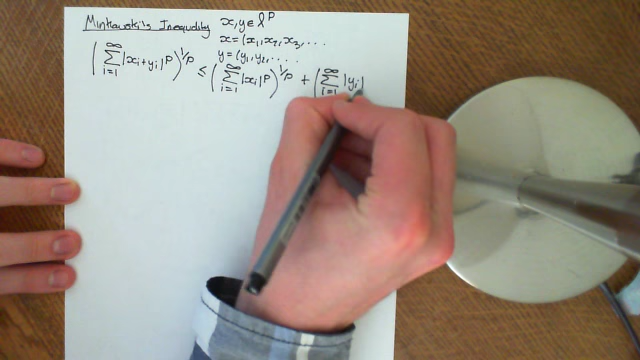 Minkowski's Inequality x,y∈l^p
x=(x₁,x₂,x₃,...
y=(y₁,y₂,....
(∑_{i=1}^∞ |x_i+y_i|^p)^{1/p} ≤ (∑_{i=1}^∞ |x_i|^p)^{1/p} + (∑_{i=1}^∞ |y_i|